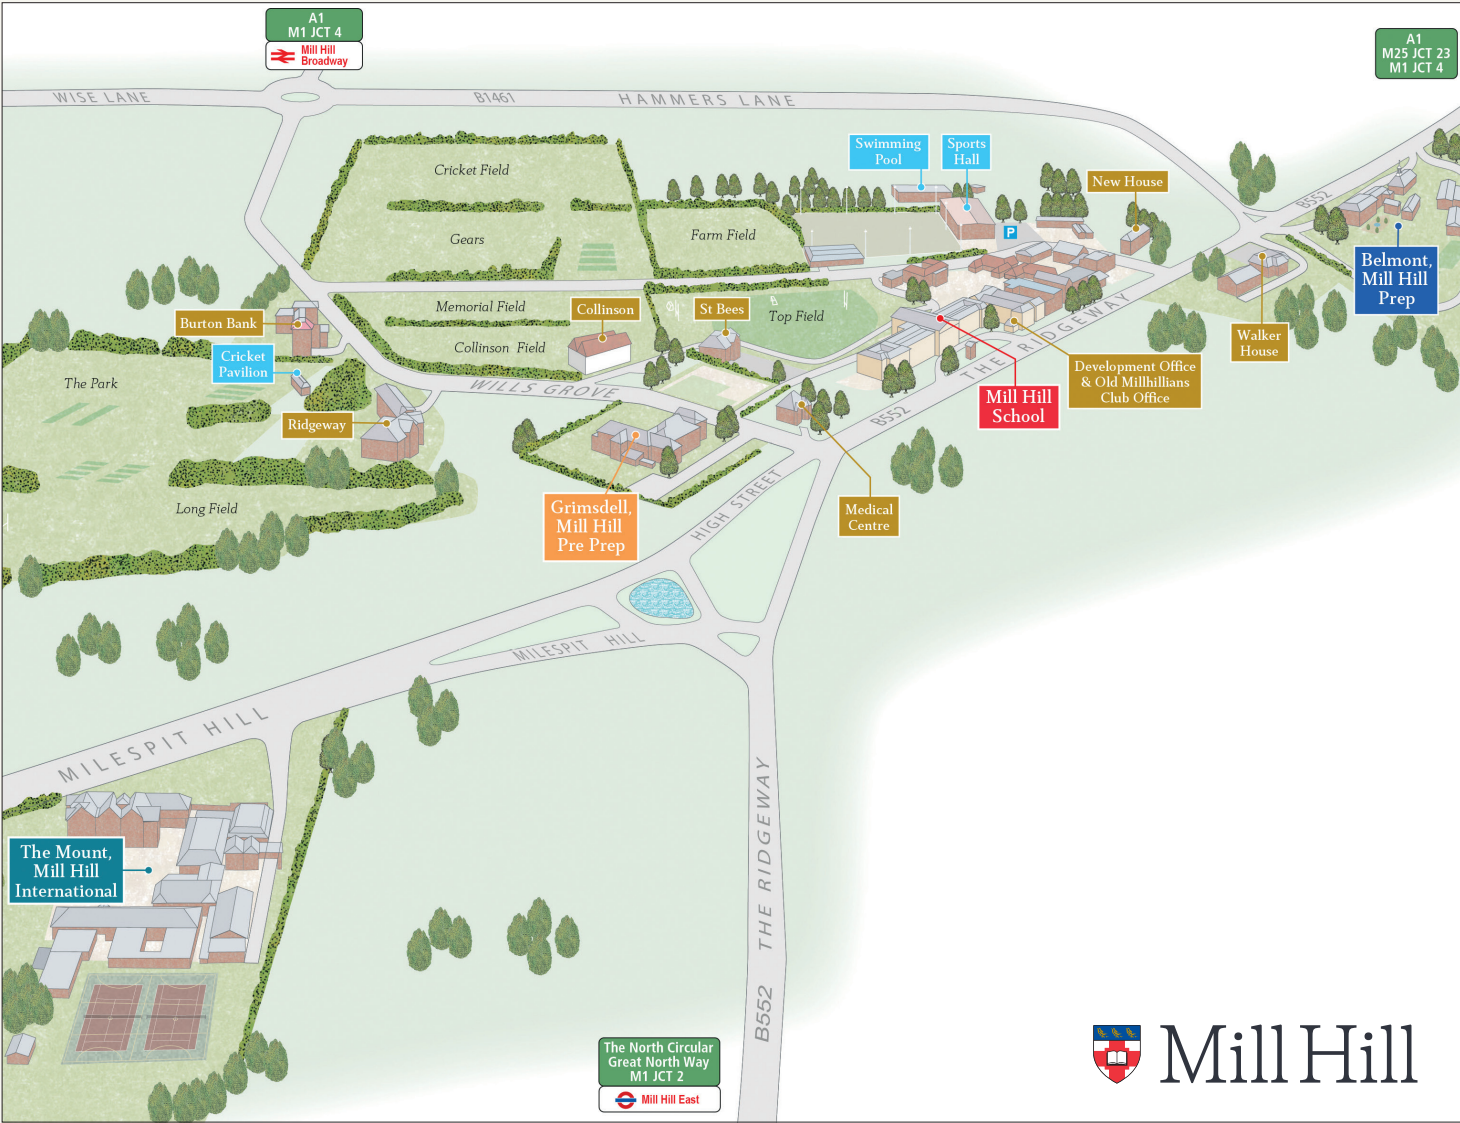 A1
M1 JCT 4
Mill Hill
Broadway
A1
M25 JCT 23
M1 JCT 4
WISE LANE
B1461
HAMMERS LANE
Swimming
Pool
Sports
Hall
Cricket Field
New House
B552
Gears
Farm Field
P
Belmont,
Mill Hill
Prep
Memorial Field
Collinson
St Bees
Top Field
Burton Bank
Collinson Field
Walker
House
Cricket
Pavilion
The Park
WILLS GROVE
THE RIDGEWAY
Development Office
& Old Millhillians
Club Office
Mill Hill
School
B552
Ridgeway
Long Field
Grimsdell,
Mill Hill
Pre Prep
HIGH STREET
Medical
Centre
MILESPIT HILL
MILESPIT HILL
The Mount,
Mill Hill
International
B552 THE RIDGEWAY
The North Circular
Great North Way
M1 JCT 2
Mill Hill East
Mill Hill